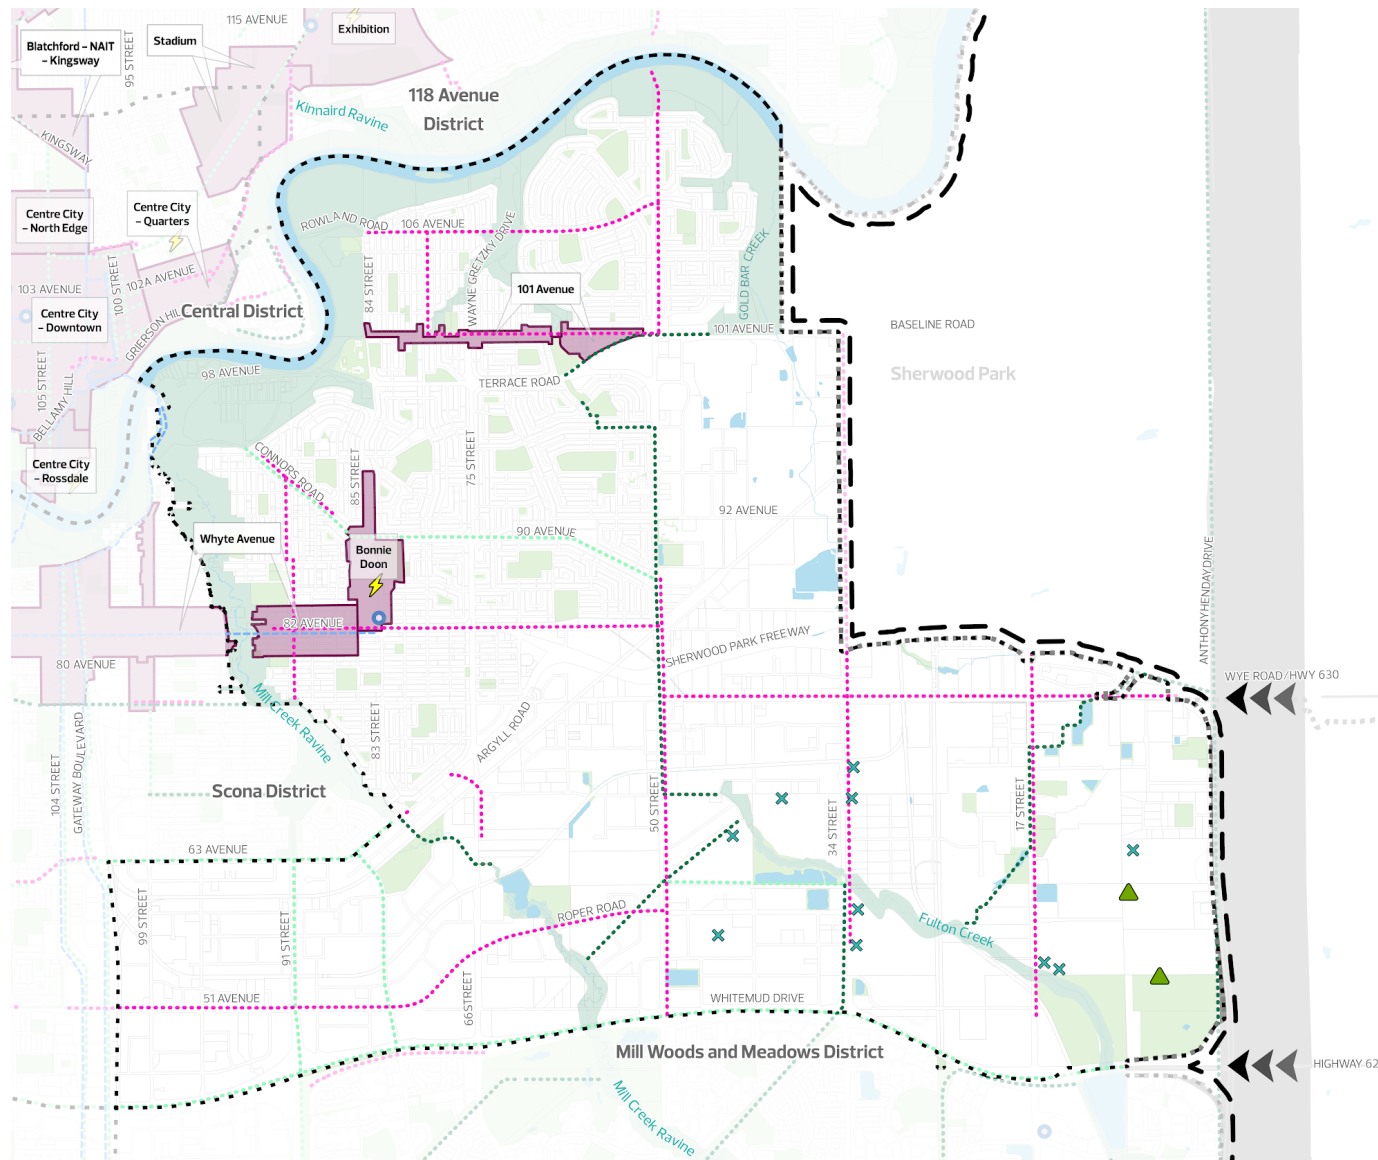 115 AVENUE
Exhibition
Blatchford – NAIT
– Kingsway
95 STREET
Stadium
118 Avenue
District
Kinnaird Ravine
KINGSWAY
Centre City
– North Edge
Centre City
– Quarters
ROWLAND ROAD
106 AVENUE
WAYNE GRETZKY DRIVE
84 STREET
GOLD BAR CREEK
103 AVENUE
100 STREET
102A AVENUE
101 Avenue
Centre City
– Downtown
GRIERSON HIL
Central District
101 AVENUE
BASELINE ROAD
Sherwood Park
98 AVENUE
TERRACE ROAD
105 STREET
BELLAMY HILL
Centre City
– Rossdale
CONNORS ROAD
85 STREET
75 STREET
92 AVENUE
90 AVENUE
Whyte Avenue
Bonnie
Doon
ANTHONY HENDAY DRIVE
82 AVENUE
SHERWOOD PARK FREEWAY
80 AVENUE
WYE ROAD/HWY 630
Mill Creek Ravine
83 STREET
ARGYLL ROAD
104 STREET
GATEWAY BOULEVARD
Scona District
50 STREET
34 STREET
17 STREET
63 AVENUE
99 STREET
91 STREET
ROPER ROAD
Fulton Creek
51 AVENUE
66 STREET
WHITEMUD DRIVE
Mill Woods and Meadows District
HIGHWAY 62
Mill Creek Ravine